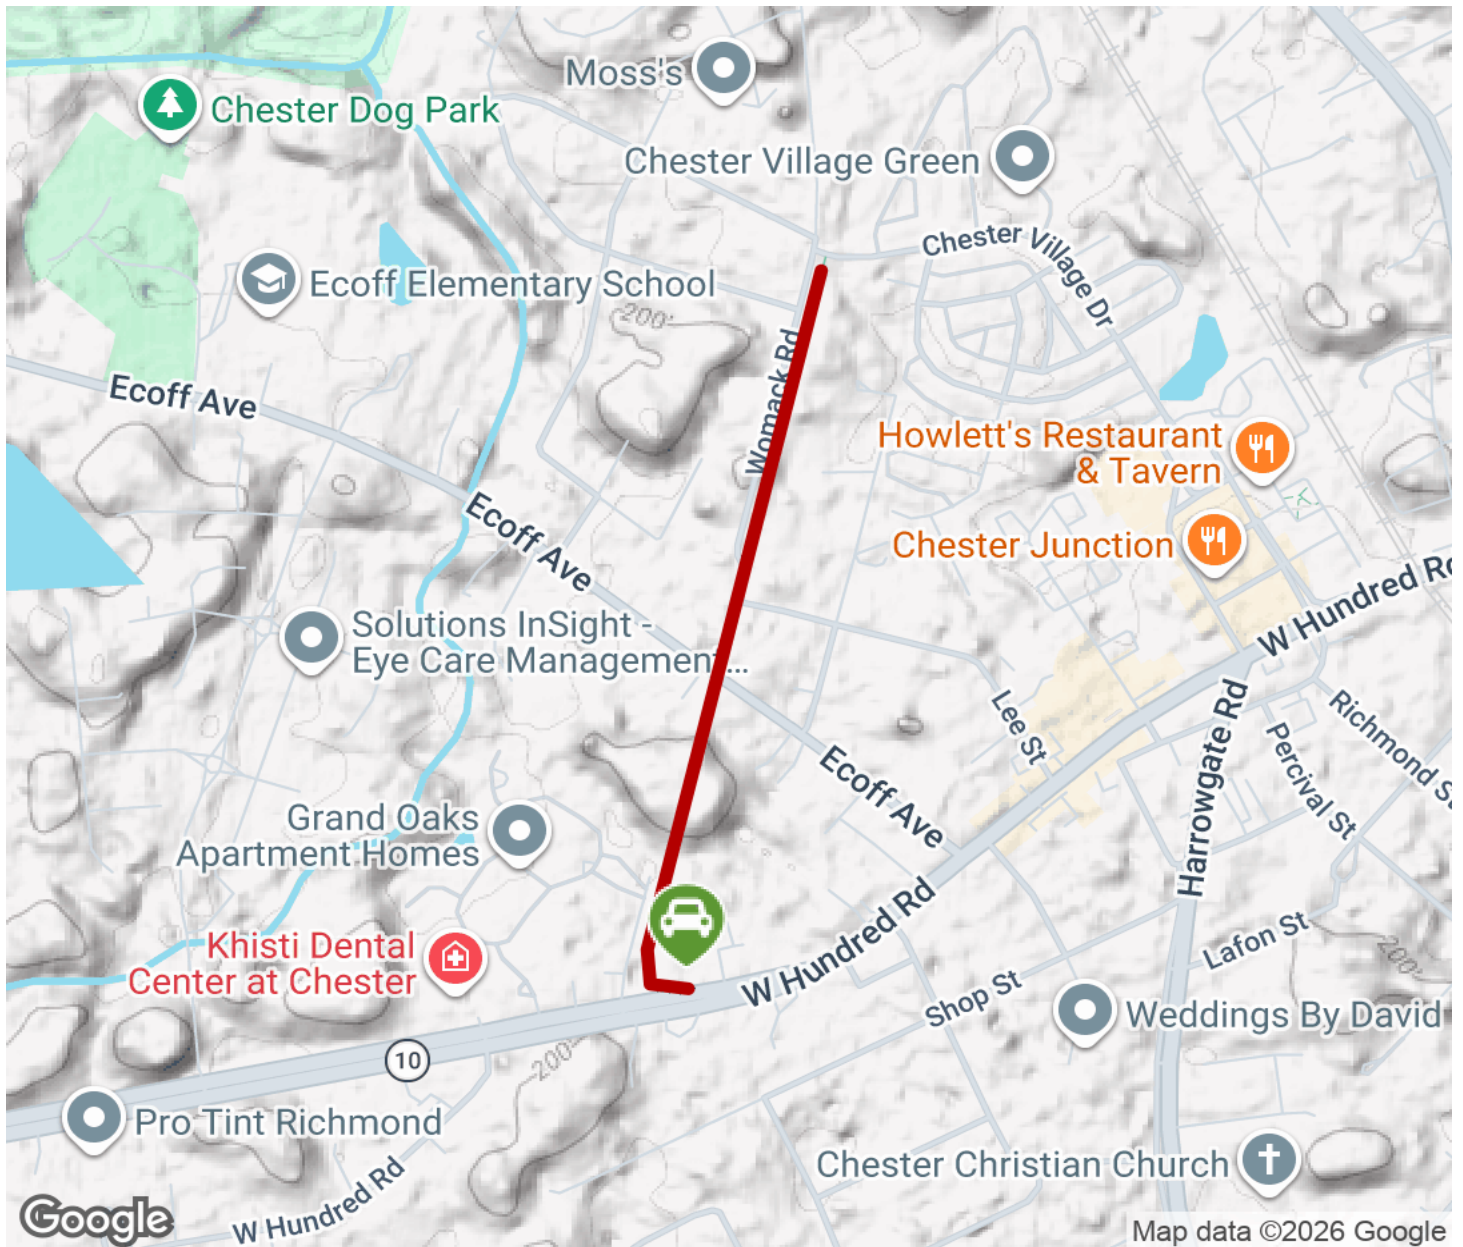 Moss's
Chester Dog Park
Chester Village Green
Chester Village Dr
Ecoff Elementary School
200'
Womack Rd
Ecoff Ave
Howlett's Restaurant
& Tavern
Ecoff Ave
Chester Junction
W Hundred Rd
Solutions InSight -
Eye Care Management...
Lee St
Harrowgate Rd
Richmond St
Percival St
Ecoff Ave
Grand Oaks
Apartment Homes
W Hundred Rd
Lafon St
200'
Khisti Dental
Center at Chester
Shop St
Weddings By David
10
200'
Pro Tint Richmond
Chester Christian Church
W Hundred Rd
Google
Map data ©2026 Google